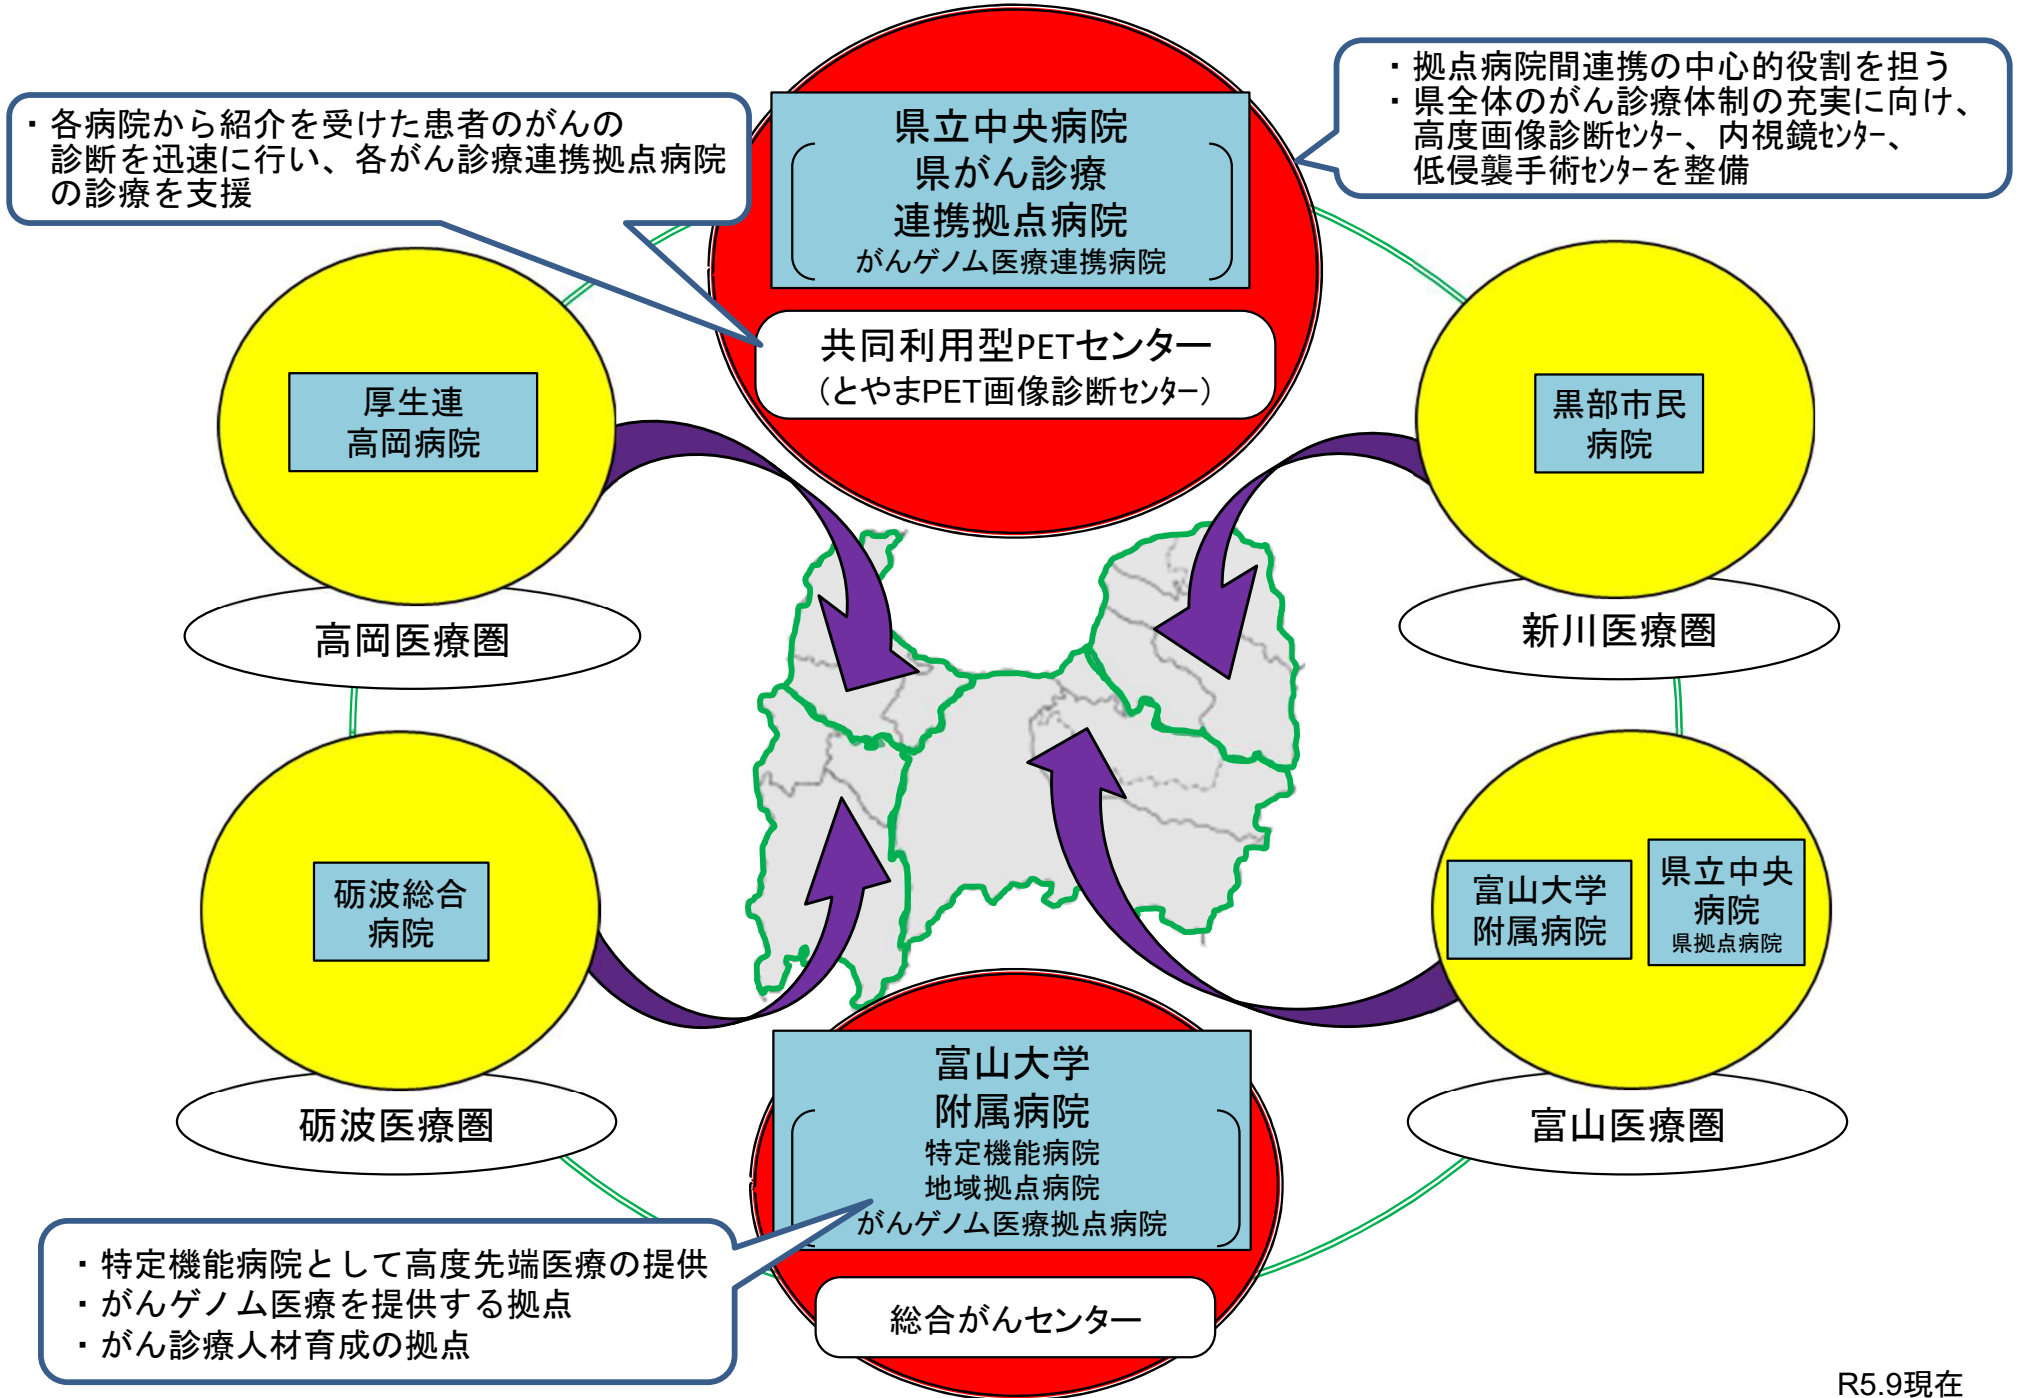 ・各病院から紹介を受けた患者のがんの
診断を迅速に行い、各がん診療連携拠点病院
の診療を支援
県立中央病院
県がん診療
連携拠点病院
がんゲノム医療連携病院
共同利用型PETセンター
（とやまPET画像診断ｾﾝﾀｰ）
・拠点病院間連携の中心的役割を担う
・県全体のがん診療体制の充実に向け、
高度画像診断ｾﾝﾀｰ、内視鏡ｾﾝﾀｰ、
低侵襲手術ｾﾝﾀｰを整備
厚生連
高岡病院
高岡医療圏
黒部市民
病院
新川医療圏
砺波総合
病院
砺波医療圏
富山大学
附属病院
県立中央
病院
県拠点病院
富山医療圏
富山大学
附属病院
特定機能病院
地域拠点病院
がんゲノム医療拠点病院
総合がんセンター
・特定機能病院として高度先端医療の提供
・がんゲノム医療を提供する拠点
・がん診療人材育成の拠点
R5.9現在